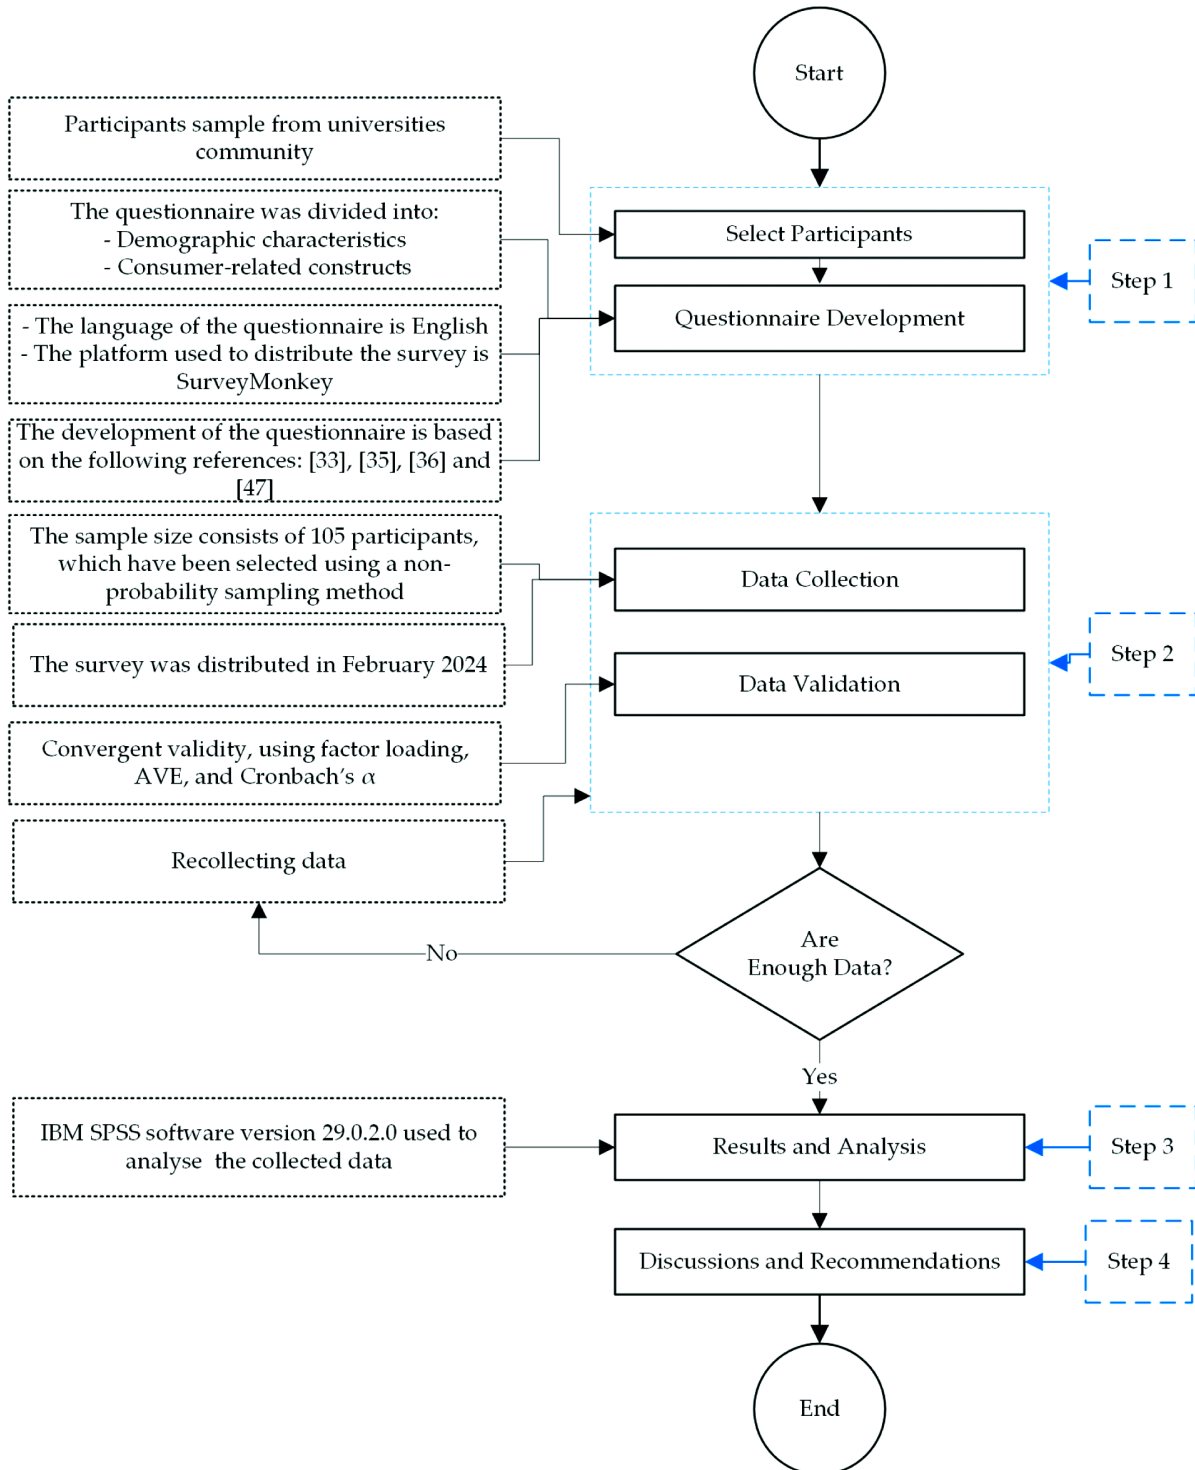 Start
Participants sample from universities
community
The questionnaire was divided into:
- Demographic characteristics
- Consumer-related constructs
Select Participants
Questionnaire Development
Step 1
- The language of the questionnaire is English
- The platform used to distribute the survey is
SurveyMonkey
The development of the questionnaire is based
on the following references: [33], [35], [36] and
[47]
The sample size consists of 105 participants,
which have been selected using a non-
probability sampling method
Data Collection
The survey was distributed in February 2024
Data Validation
Step 2
Convergent validity, using factor loading,
AVE, and Cronbach's α
Recollecting data
Are
Enough Data?
No
Yes
IBM SPSS software version 29.0.2.0 used to
analyse  the collected data
Results and Analysis
Step 3
Discussions and Recommendations
Step 4
End